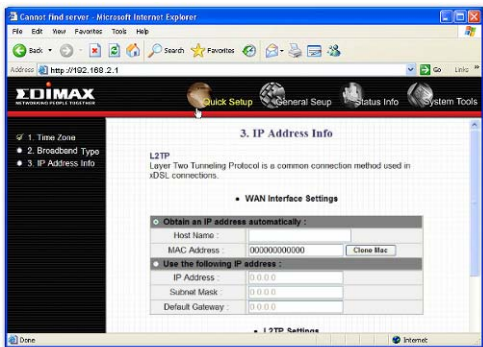 Cannot find server - Microsoft Internet Explorer
File Edit View Favorites Tools Help
Back Search Favorites
Address http://192.168.2.1 Go Links »
EDIMAX
NETWORKING PEOPLE TOGETHER
Quick Setup General Seup Status Info System Tools
1. Time Zone
2. Broadband Type
3. IP Address Info
3. IP Address Info
L2TP
Layer Two Tunneling Protocol is a common connection method used in
xDSL connections.
• WAN Interface Settings
Obtain an IP address automatically :
Host Name :
MAC Address : 000000000000 Clone Mac
Use the following IP address :
IP Address : 0.0.0.0
Subnet Mask : 0.0.0.0
Default Gateway : 0.0.0.0
• L2TP Settings
Done Internet